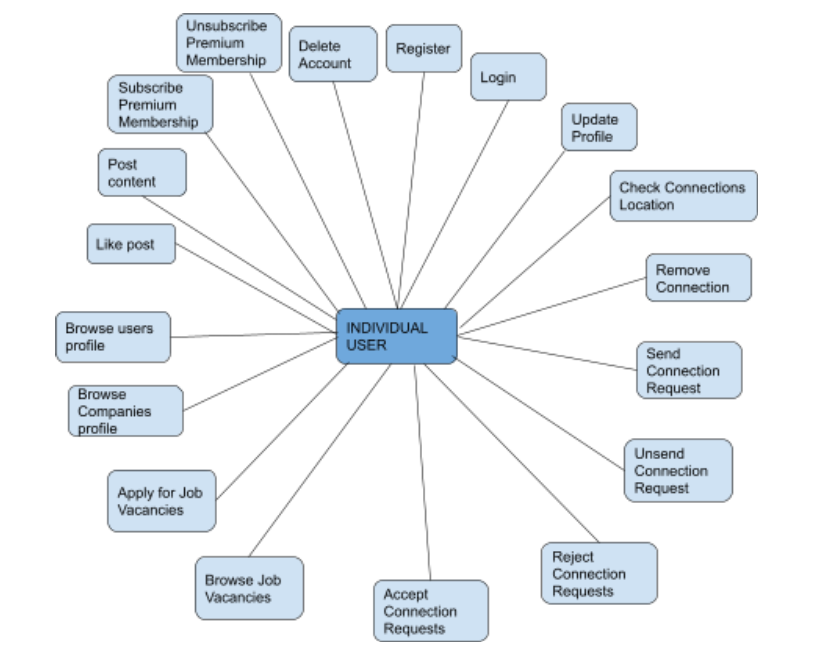 Unsubscribe
Premium
Membership
Delete
Account
Register
Login
Subscribe
Premium
Membership
Update
Profile
Post
content
Check Connections
Location
Like post
Remove
Connection
INDIVIDUAL
USER
Browse users
profile
Send
Connection
Request
Browse
Companies
profile
Unsend
Connection
Request
Apply for Job
Vacancies
Reject
Connection
Requests
Browse Job
Vacancies
Accept
Connection
Requests